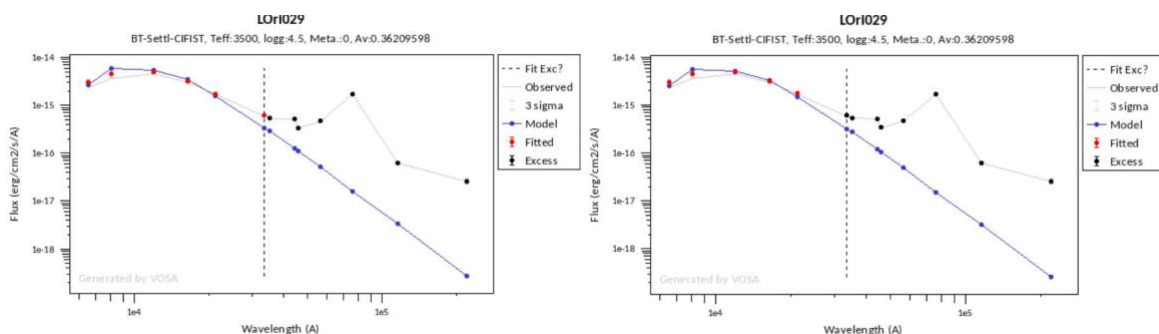 LOri029
BT-Settl-CIFIST, Teff:3500, logg:4.5, Meta.:0, Av:0.36209598
Flux (erg/cm2/s/A)
1e-14
1e-15
1e-16
1e-17
1e-18
Generated by VOSA
1e4
1e5
Wavelength (A)
Fit Exc?
Observed
3 sigma
Model
Fitted
Excess
LOri029
BT-Settl-CIFIST, Teff:3500, logg:4.5, Meta.:0, Av:0.36209598
Flux (erg/cm2/s/A)
1e-14
1e-15
1e-16
1e-17
1e-18
Generated by VOSA
1e4
1e5
Wavelength (A)
Fit Exc?
Observed
3 sigma
Model
Fitted
Excess